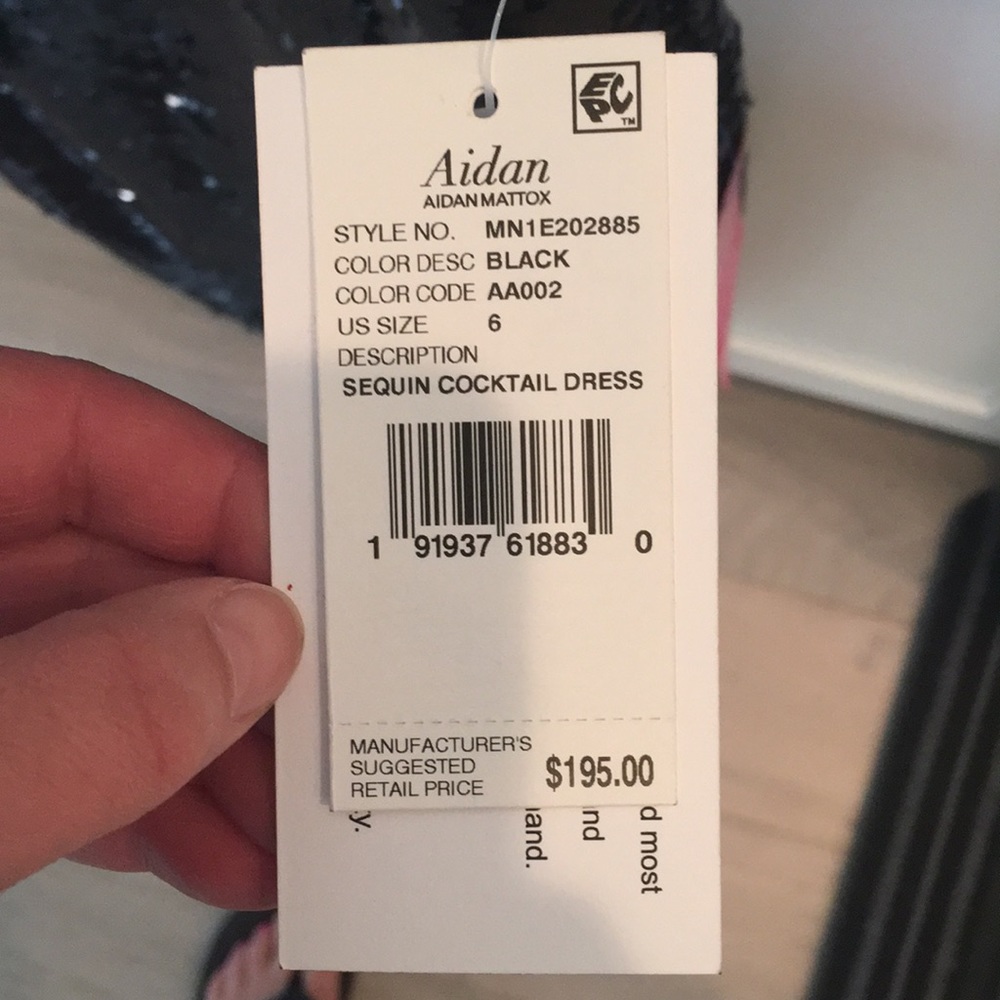 EPC
TM
Aidan
AIDAN MATTOX
STYLE NO. MN1E202885
COLOR DESC BLACK
COLOR CODE AA002
US SIZE 6
DESCRIPTION
SEQUIN COCKTAIL DRESS
1 91937 61883 0
MANUFACTURER'S
SUGGESTED
RETAIL PRICE
$195.00
d most
nd
and.
y.